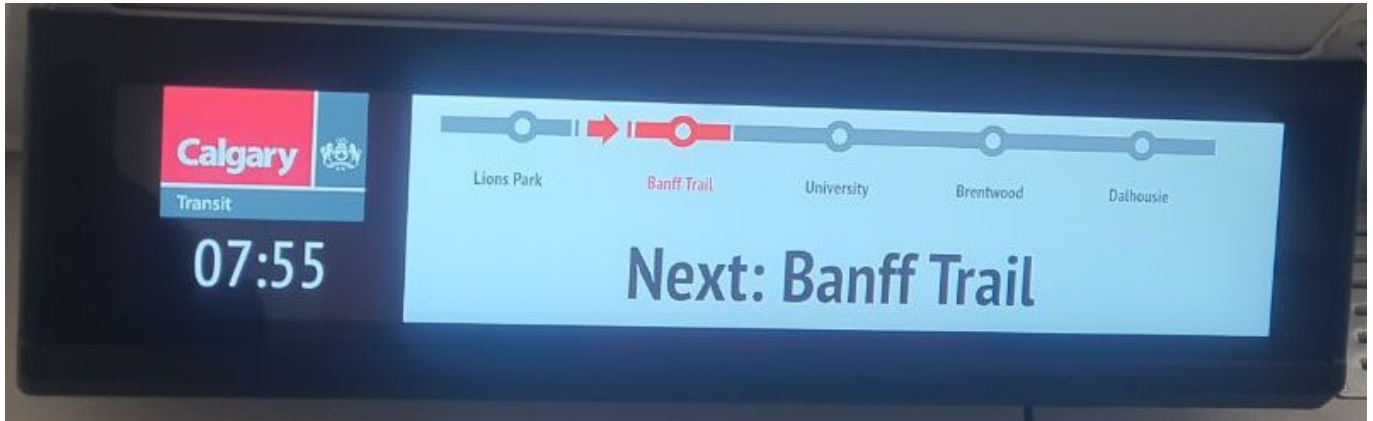 Calgary
Transit
07:55
Lions Park Banff Trail University Brentwood Dalhousie
Next: Banff Trail